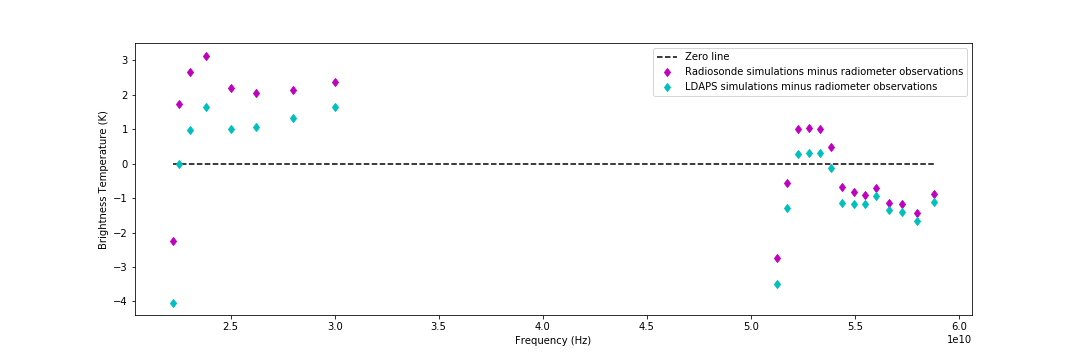 Zero line
Radiosonde simulations minus radiometer observations
LDAPS simulations minus radiometer observations
Brightness Temperature (K)
3
2
1
0
−1
−2
−3
−4
2.5 3.0 3.5 4.0 4.5 5.0 5.5 6.0
1e10
Frequency (Hz)